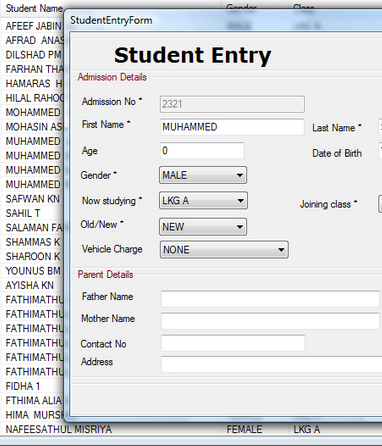 Student Name
Gender
Class
AFEEF JABIN
AFRAD ANAS
DILSHAD PM
FARHAN THA
HAMARAS H
HILAL RAHOO
MOHAMMED
MOHASIN AS
MUHAMMED
MUHAMMED
MUHAMMED
MUHAMMED
SAFWAN KN
SAHIL T
SALAMAN FA
SHAMMAS K
SHAROON K
YOUNUS BM
AYISHA KN
FATHIMATHU
FATHIMATHU
FATHIMATHU
FATHIMATHU
FATHIMATHU
FATHIMATHU
FIDHA 1
FTHIMA ALIA
HIMA MURSH
NAFEESATHUL MISRIYA FEMALE LKG A
StudentEntryForm
Student Entry
Admission Details
Admission No * 2321
First Name * MUHAMMED Last Name *
Age 0 Date of Birth
Gender * MALE
Now studying * LKG A Joining class *
Old/New * NEW
Vehicle Charge NONE
Parent Details
Father Name
Mother Name
Contact No
Address